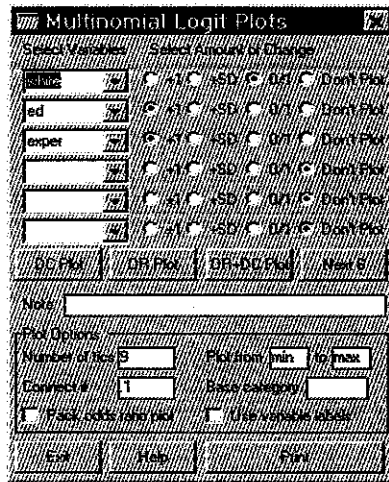 Multinomial Logit Plots
Select Variables Select Amount of Change
white +1 +SD 0/1 Don't Plot
ed +1 +SD 0/1 Don't Plot
exper +1 +SD 0/1 Don't Plot
+1 +SD 0/1 Don't Plot
+1 +SD 0/1 Don't Plot
+1 +SD 0/1 Don't Plot
DC Plot OR Plot OR+DC Plot Next 6
Note
Plot Options
Number of tics 9 Plot from min to max
Connect if .1 Base category
Pack odds ratio plot Use variable labels
Exit Help Print